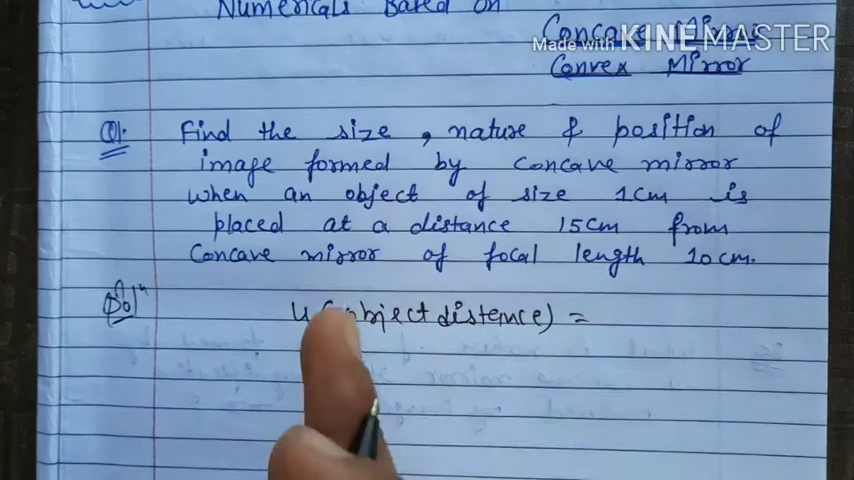 Numericals Based on
Concave Mirror
Made with KINEMASTER
Convex Mirror
Q1. Find the size, nature & position of
image formed by concave mirror
when an object of size 1cm is
placed at a distance 15cm from
Concave mirror of focal length 10cm.
Solⁿ u (object distence) =